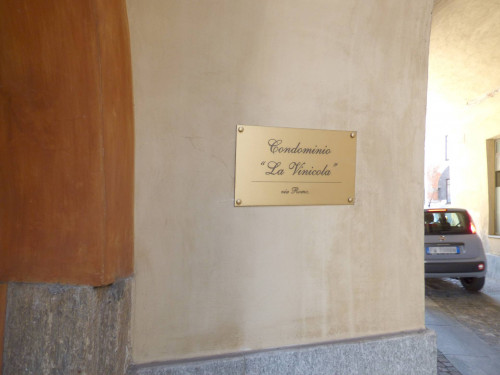 Condominio
"La Vinicola"
via Roma